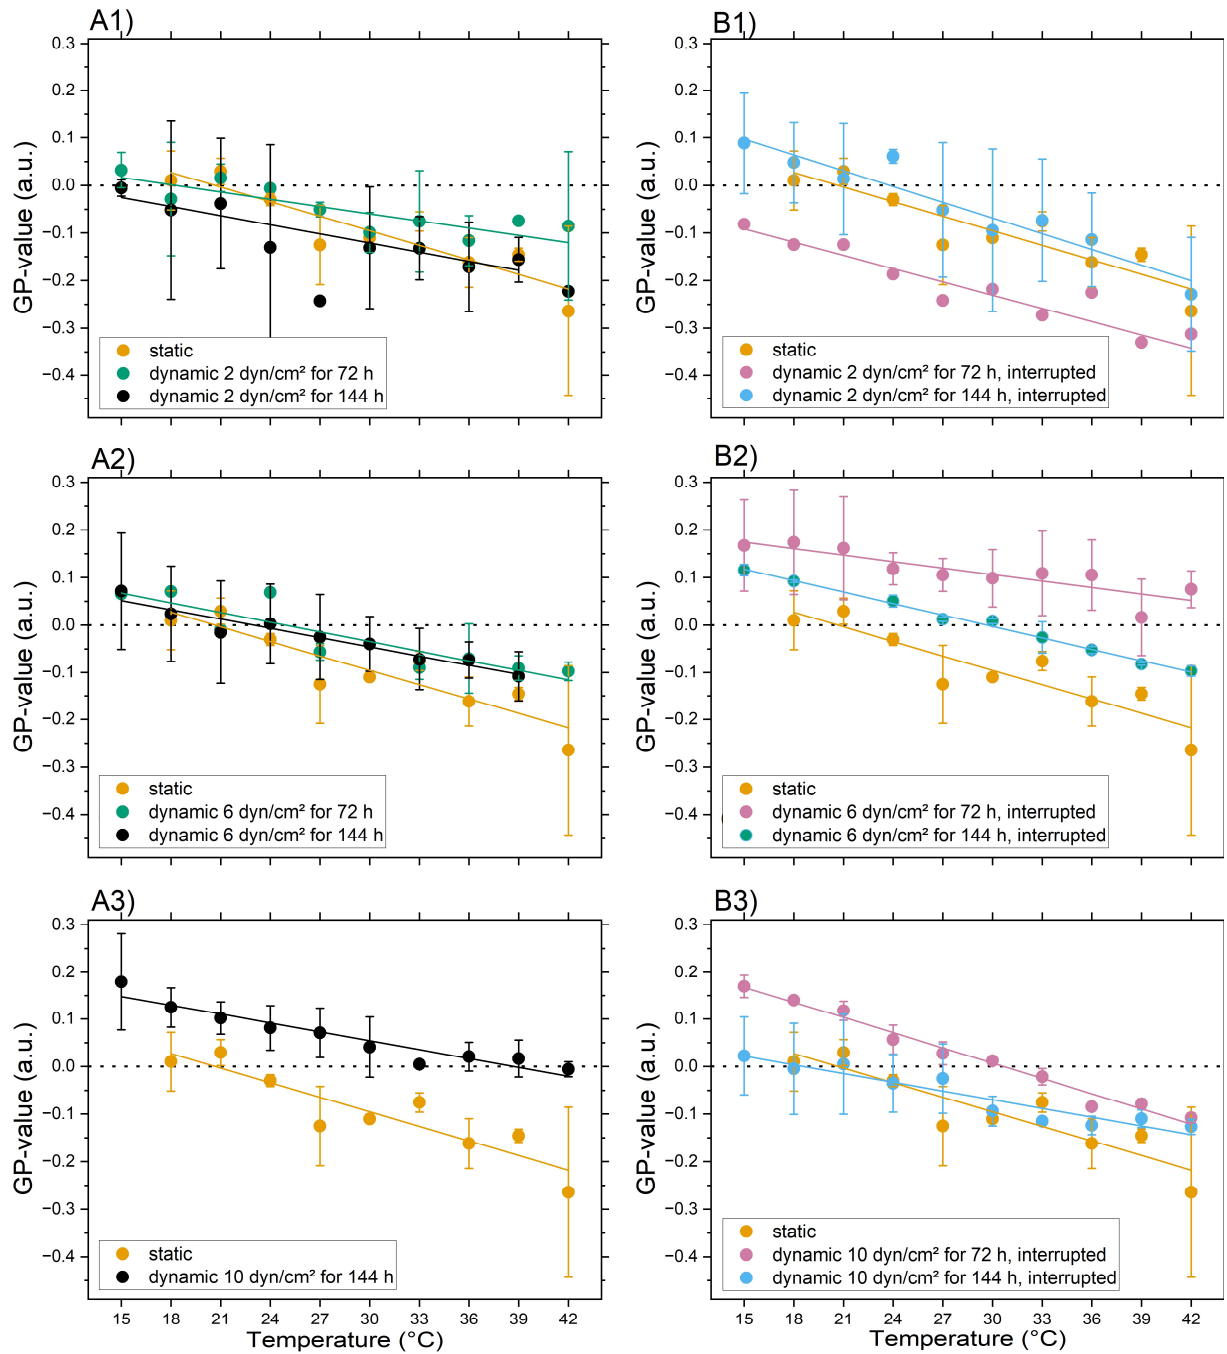 A1)
0.3
0.2
0.1
0.0
−0.1
−0.2
−0.3
−0.4
GP-value (a.u.)
static
dynamic 2 dyn/cm² for 72 h
dynamic 2 dyn/cm² for 144 h
B1)
0.3
0.2
0.1
0.0
−0.1
−0.2
−0.3
−0.4
GP-value (a.u.)
static
dynamic 2 dyn/cm² for 72 h, interrupted
dynamic 2 dyn/cm² for 144 h, interrupted
A2)
0.3
0.2
0.1
0.0
−0.1
−0.2
−0.3
−0.4
GP-value (a.u.)
static
dynamic 6 dyn/cm² for 72 h
dynamic 6 dyn/cm² for 144 h
B2)
0.3
0.2
0.1
0.0
−0.1
−0.2
−0.3
−0.4
GP-value (a.u.)
static
dynamic 6 dyn/cm² for 72 h, interrupted
dynamic 6 dyn/cm² for 144 h, interrupted
A3)
0.3
0.2
0.1
0.0
−0.1
−0.2
−0.3
−0.4
GP-value (a.u.)
static
dynamic 10 dyn/cm² for 144 h
15 18 21 24 27 30 33 36 39 42
Temperature (°C)
B3)
0.3
0.2
0.1
0.0
−0.1
−0.2
−0.3
−0.4
GP-value (a.u.)
static
dynamic 10 dyn/cm² for 72 h, interrupted
dynamic 10 dyn/cm² for 144 h, interrupted
15 18 21 24 27 30 33 36 39 42
Temperature (°C)